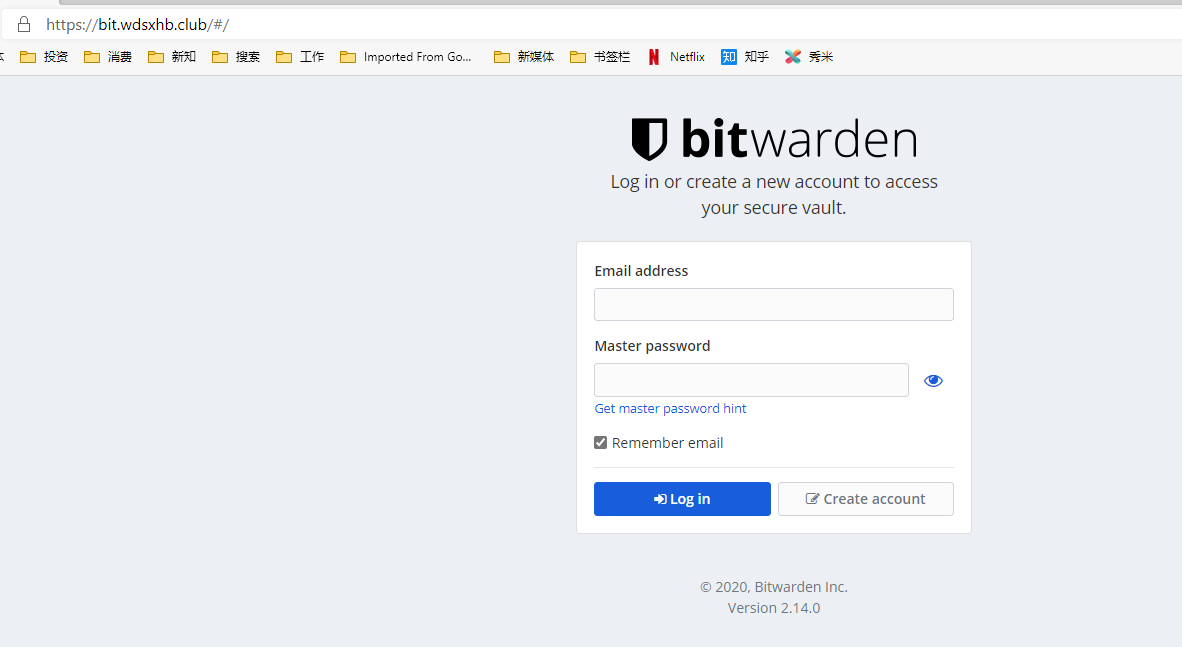 https://bit.wdsxhb.club/#/
投资 消费 新知 搜索 工作 Imported From Go... 新媒体 书签栏 Netflix 知 知乎 秀米
bitwarden
Log in or create a new account to access
your secure vault.
Email address
Master password
Get master password hint
Remember email
Log in Create account
© 2020, Bitwarden Inc.
Version 2.14.0